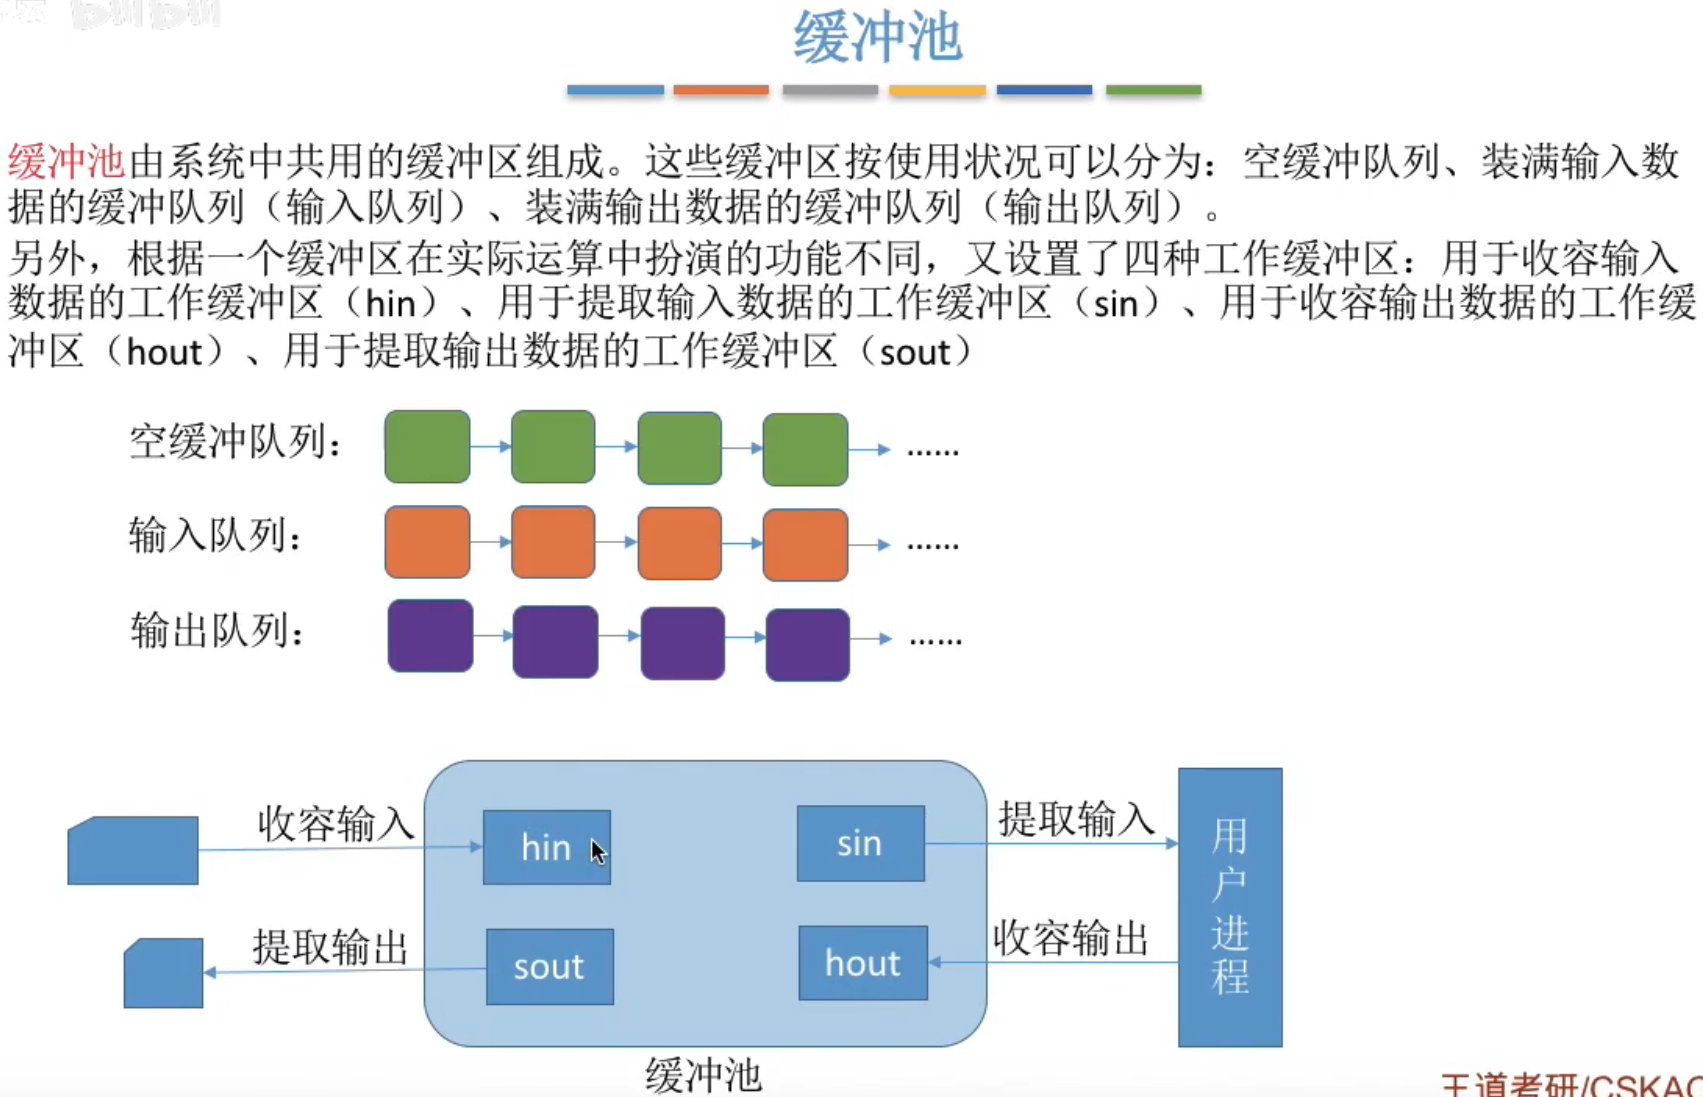 缓冲池
缓冲池由系统中共用的缓冲区组成。这些缓冲区按使用状况可以分为：空缓冲队列、装满输入数
据的缓冲队列（输入队列）、装满输出数据的缓冲队列（输出队列）。
另外，根据一个缓冲区在实际运算中扮演的功能不同，又设置了四种工作缓冲区：用于收容输入
数据的工作缓冲区（hin）、用于提取输入数据的工作缓冲区（sin）、用于收容输出数据的工作缓
冲区（hout）、用于提取输出数据的工作缓冲区（sout）
空缓冲队列：
......
输入队列：
......
输出队列：
......
收容输入
hin
sin
提取输入
提取输出
sout
hout
收容输出
用户进程
缓冲池
王道考研/CSKAO